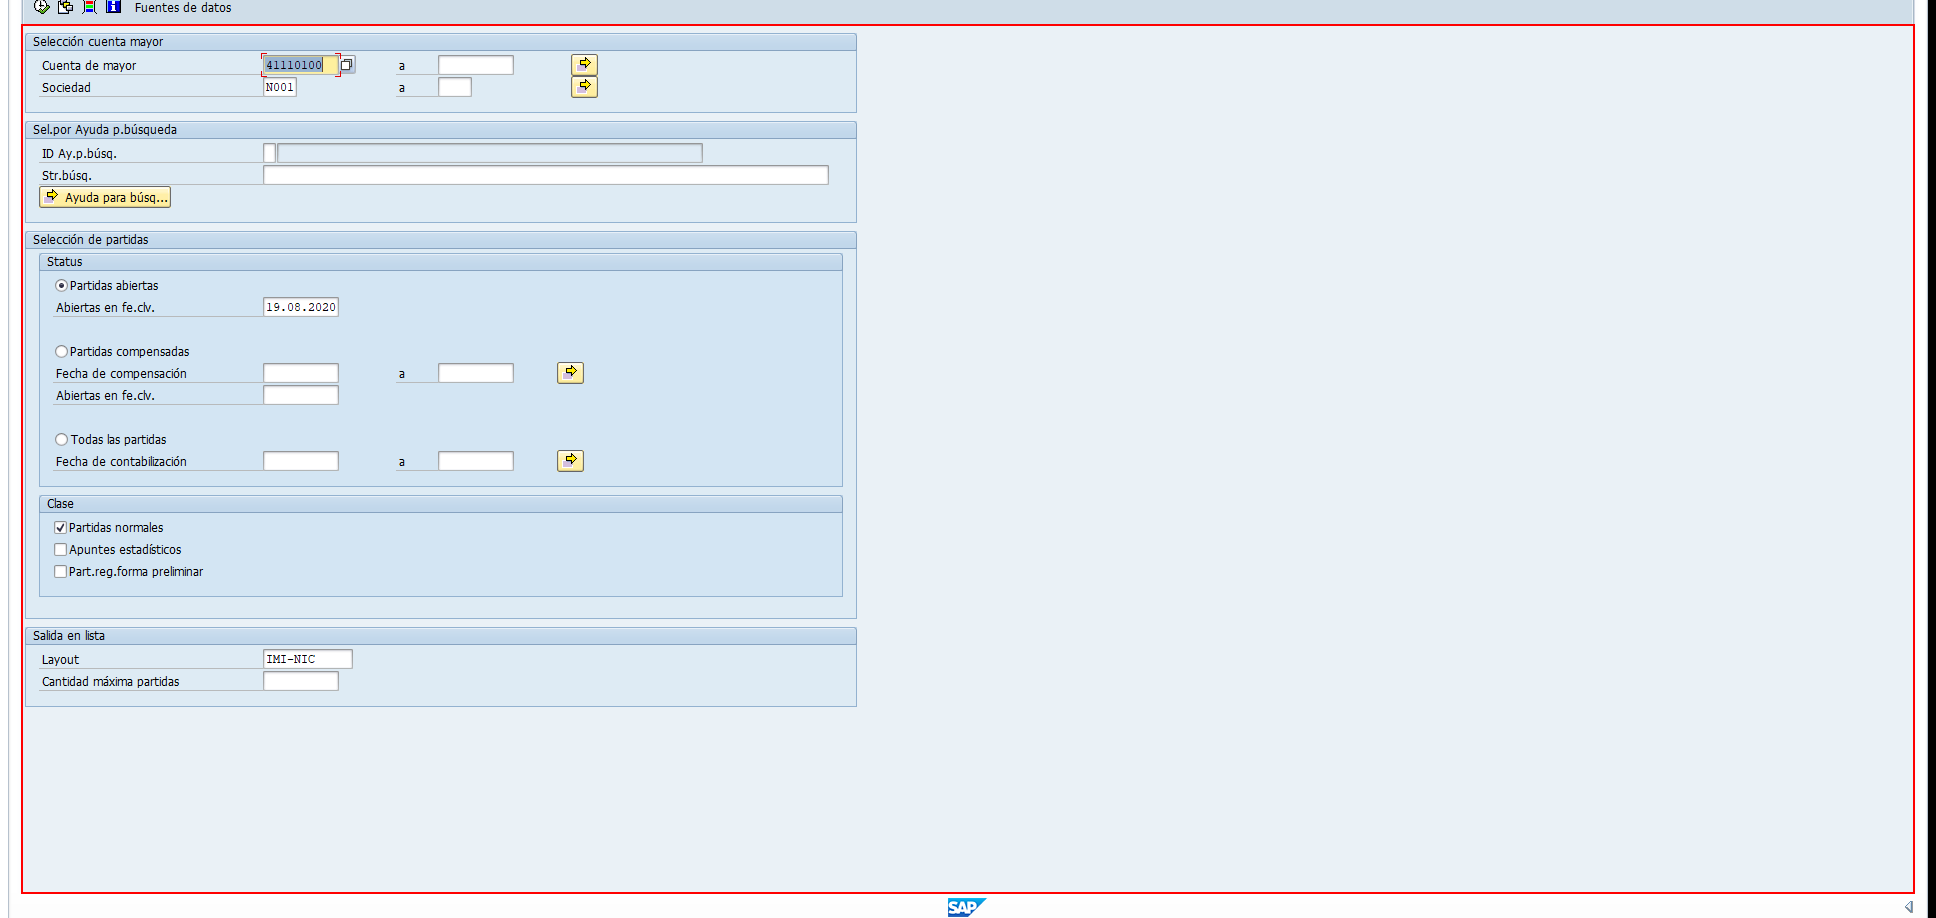 Fuentes de datos
Selección cuenta mayor
Cuenta de mayor 41110100 a
Sociedad N001 a
Sel.por Ayuda p.búsqueda
ID Ay.p.búsq.
Str.búsq.
Ayuda para búsq...
Selección de partidas
Status
Partidas abiertas
Abiertas en fe.clv. 19.08.2020
Partidas compensadas
Fecha de compensación a
Abiertas en fe.clv.
Todas las partidas
Fecha de contabilización a
Clase
Partidas normales
Apuntes estadísticos
Part.reg.forma preliminar
Salida en lista
Layout IMI-NIC
Cantidad máxima partidas
SAP